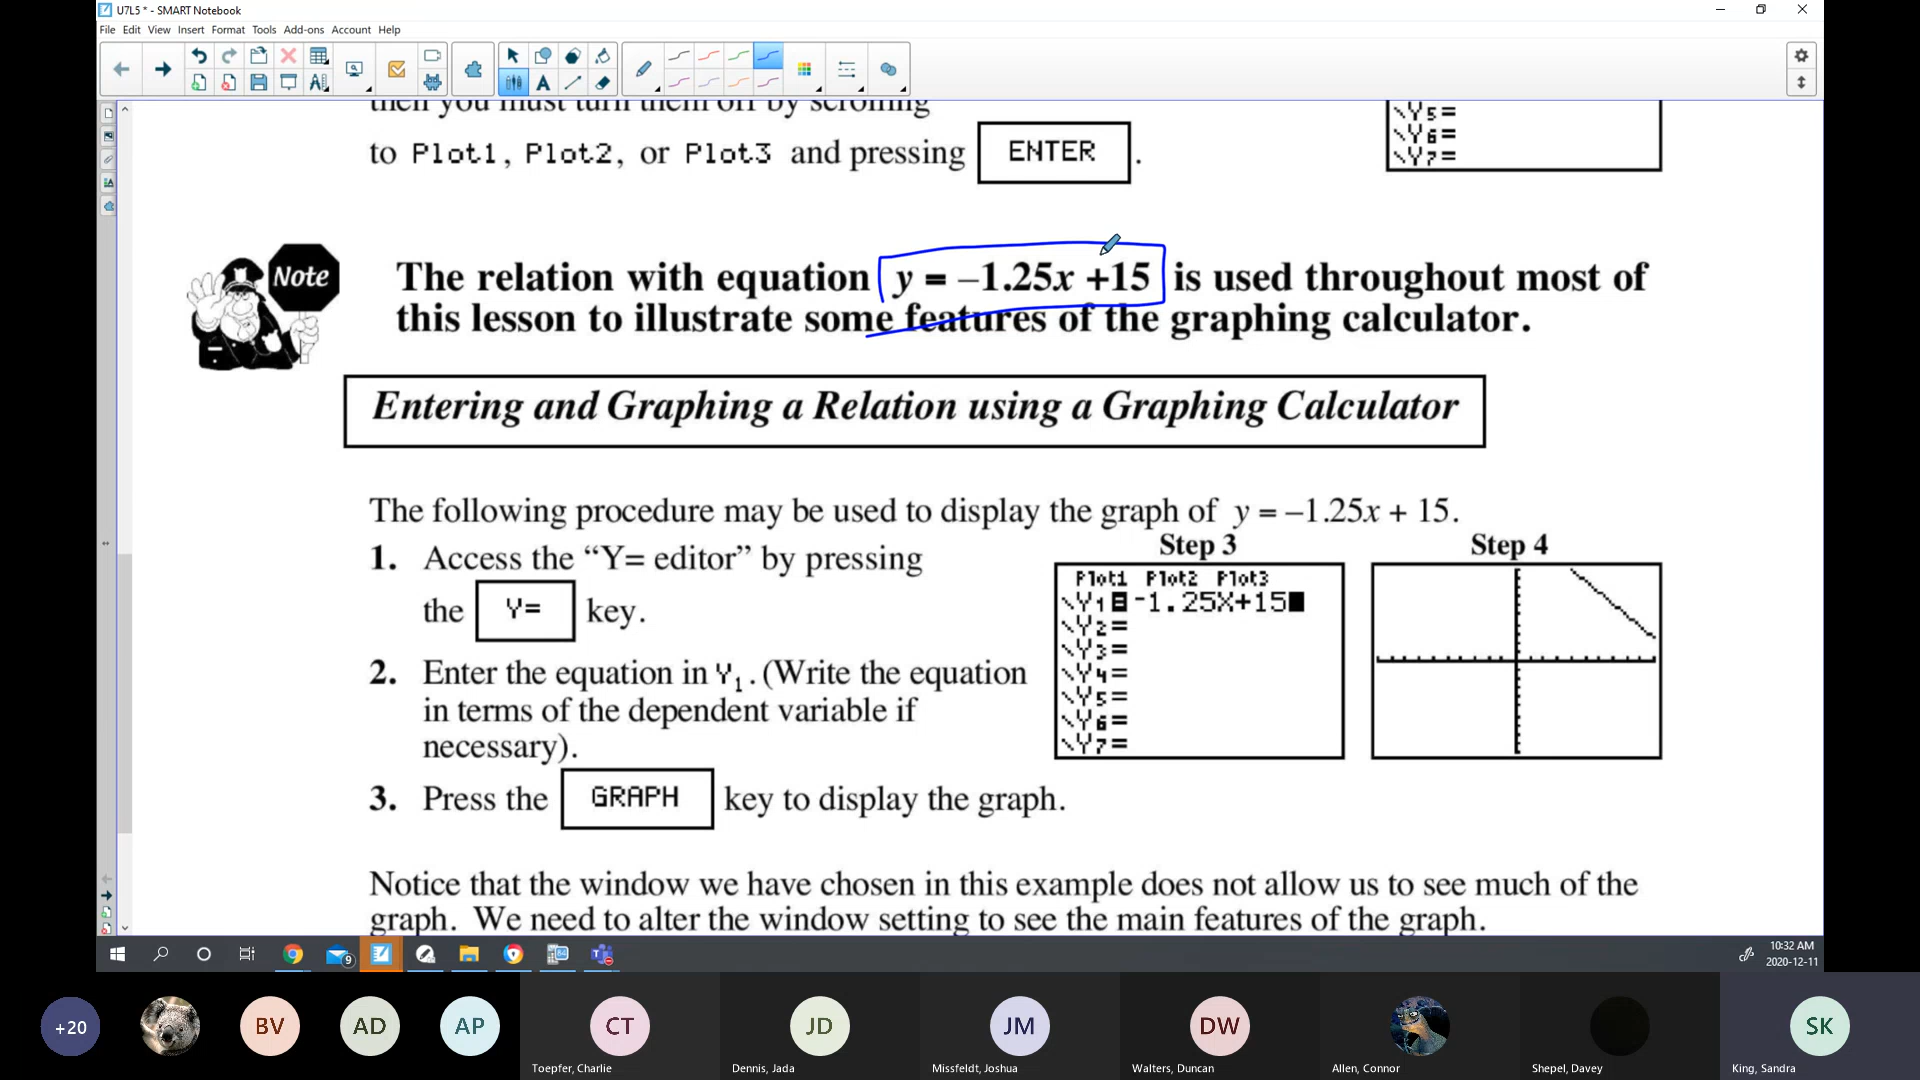 U7L5 * - SMART Notebook
File Edit View Insert Format Tools Add-ons Account Help
then you must turn them off by scrolling
to Plot1, Plot2, or Plot3 and pressing ENTER .
\Y5=
\Y6=
\Y7=
Note
The relation with equation y = –1.25x +15 is used throughout most of
this lesson to illustrate some features of the graphing calculator.
Entering and Graphing a Relation using a Graphing Calculator
The following procedure may be used to display the graph of y = –1.25x + 15.
1. Access the “Y= editor” by pressing
the Y= key.
2. Enter the equation in Y1. (Write the equation
in terms of the dependent variable if
necessary).
3. Press the GRAPH key to display the graph.
Step 3
Plot1 Plot2 Plot3
\Y1=-1.25X+15
\Y2=
\Y3=
\Y4=
\Y5=
\Y6=
\Y7=
Step 4
Notice that the window we have chosen in this example does not allow us to see much of the
graph. We need to alter the window setting to see the main features of the graph.
9
10:32 AM
2020-12-11
+20
BV
AD
AP
CT
Toepfer, Charlie
JD
Dennis, Jada
JM
Missfeldt, Joshua
DW
Walters, Duncan
Allen, Connor
Shepel, Davey
SK
King, Sandra